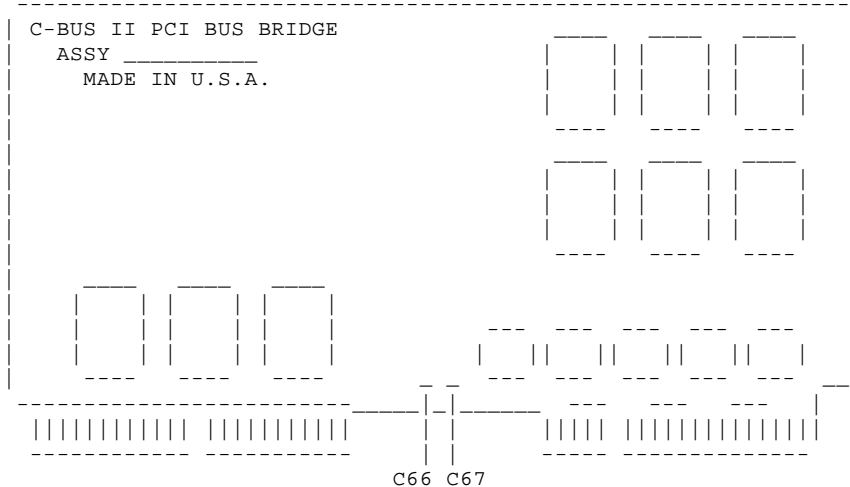 C-BUS II PCI BUS BRIDGE
ASSY __________
MADE IN U.S.A.
C66 C67